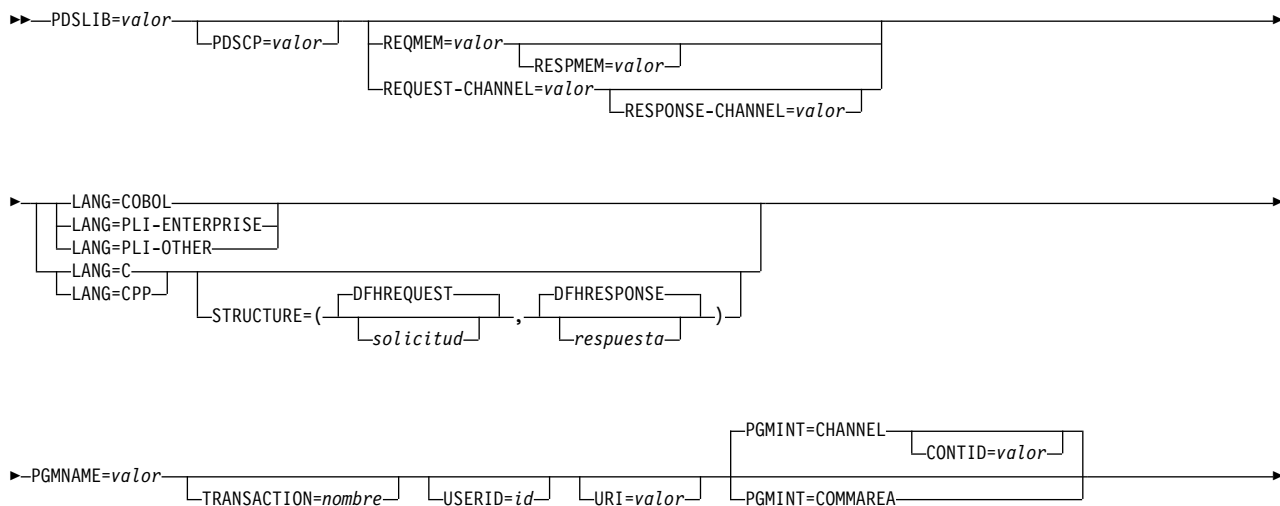 PDSLIB=valor
PDSCP=valor
REQMEM=valor
RESPMEM=valor
REQUEST-CHANNEL=valor
RESPONSE-CHANNEL=valor
LANG=COBOL
LANG=PLI-ENTERPRISE
LANG=PLI-OTHER
LANG=C
LANG=CPP
STRUCTURE=(
DFHREQUEST
solicitud
,
DFHRESPONSE
respuesta
)
PGMNAME=valor
TRANSACTION=nombre
USERID=id
URI=valor
PGMINT=CHANNEL
CONTID=valor
PGMINT=COMMAREA